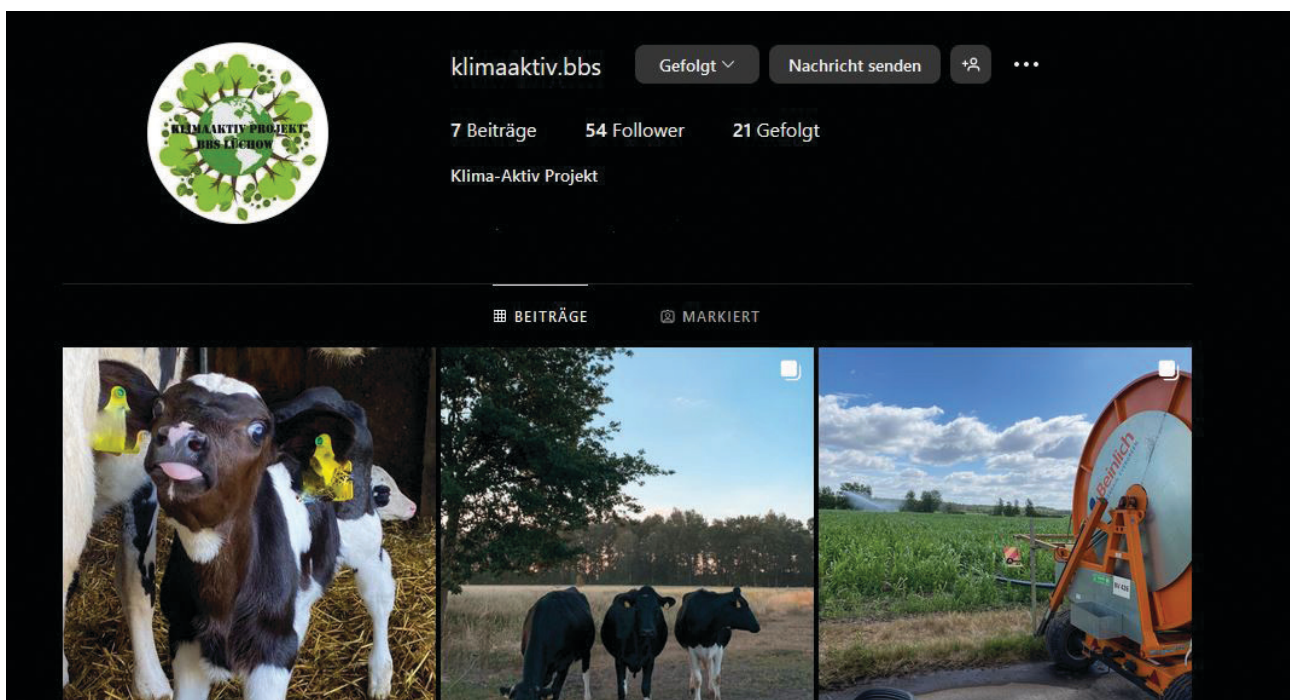 klimaaktiv.bbs Gefolgt Nachricht senden
7 Beiträge 54 Follower 21 Gefolgt
Klima-Aktiv Projekt
KLIMAAKTIV PROJEKT
BBS LÜCHOW
BEITRÄGE MARKIERT
Beinlich